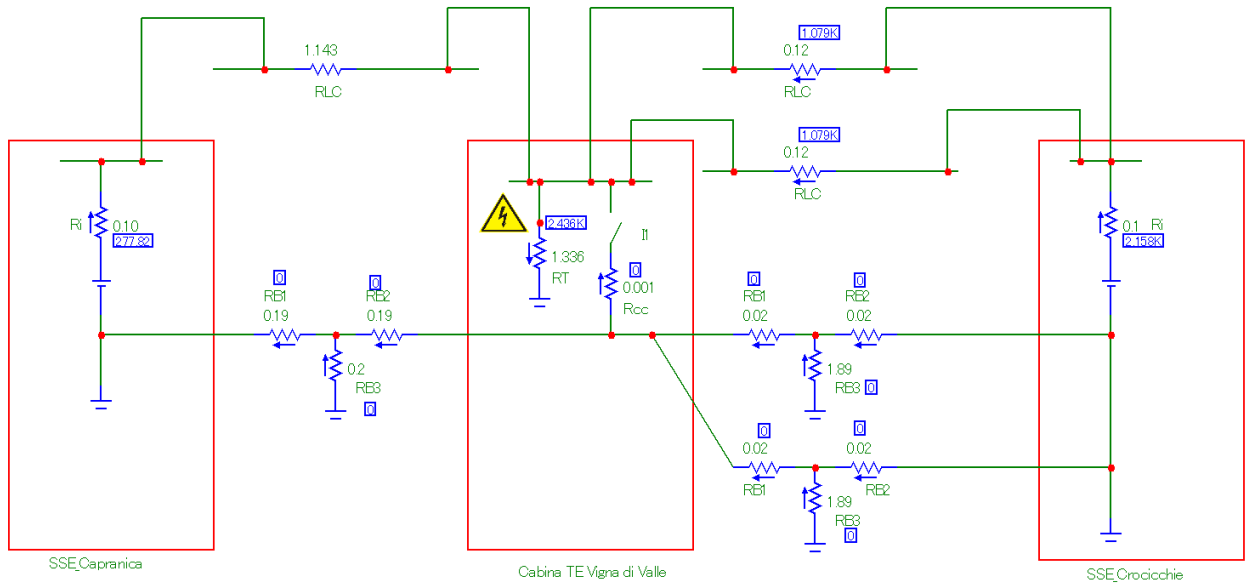 1.079K
1.143
0.12
RLC
RLC
1.079K
0.12
RLC
Ri
0.10
277.82
2.436K
1.336
RT
I1
0
0.001
Rcc
0.1
Ri
2.158K
0
RB1
0.19
0
RB2
0.19
0.2
RB3
0
0
RB1
0.02
0
RB2
0.02
1.89
RB3
0
0
0.02
RB1
0
0.02
RB2
1.89
RB3
0
SSE_Capranica
Cabina TE Vigna di Valle
SSE_Crocicchie